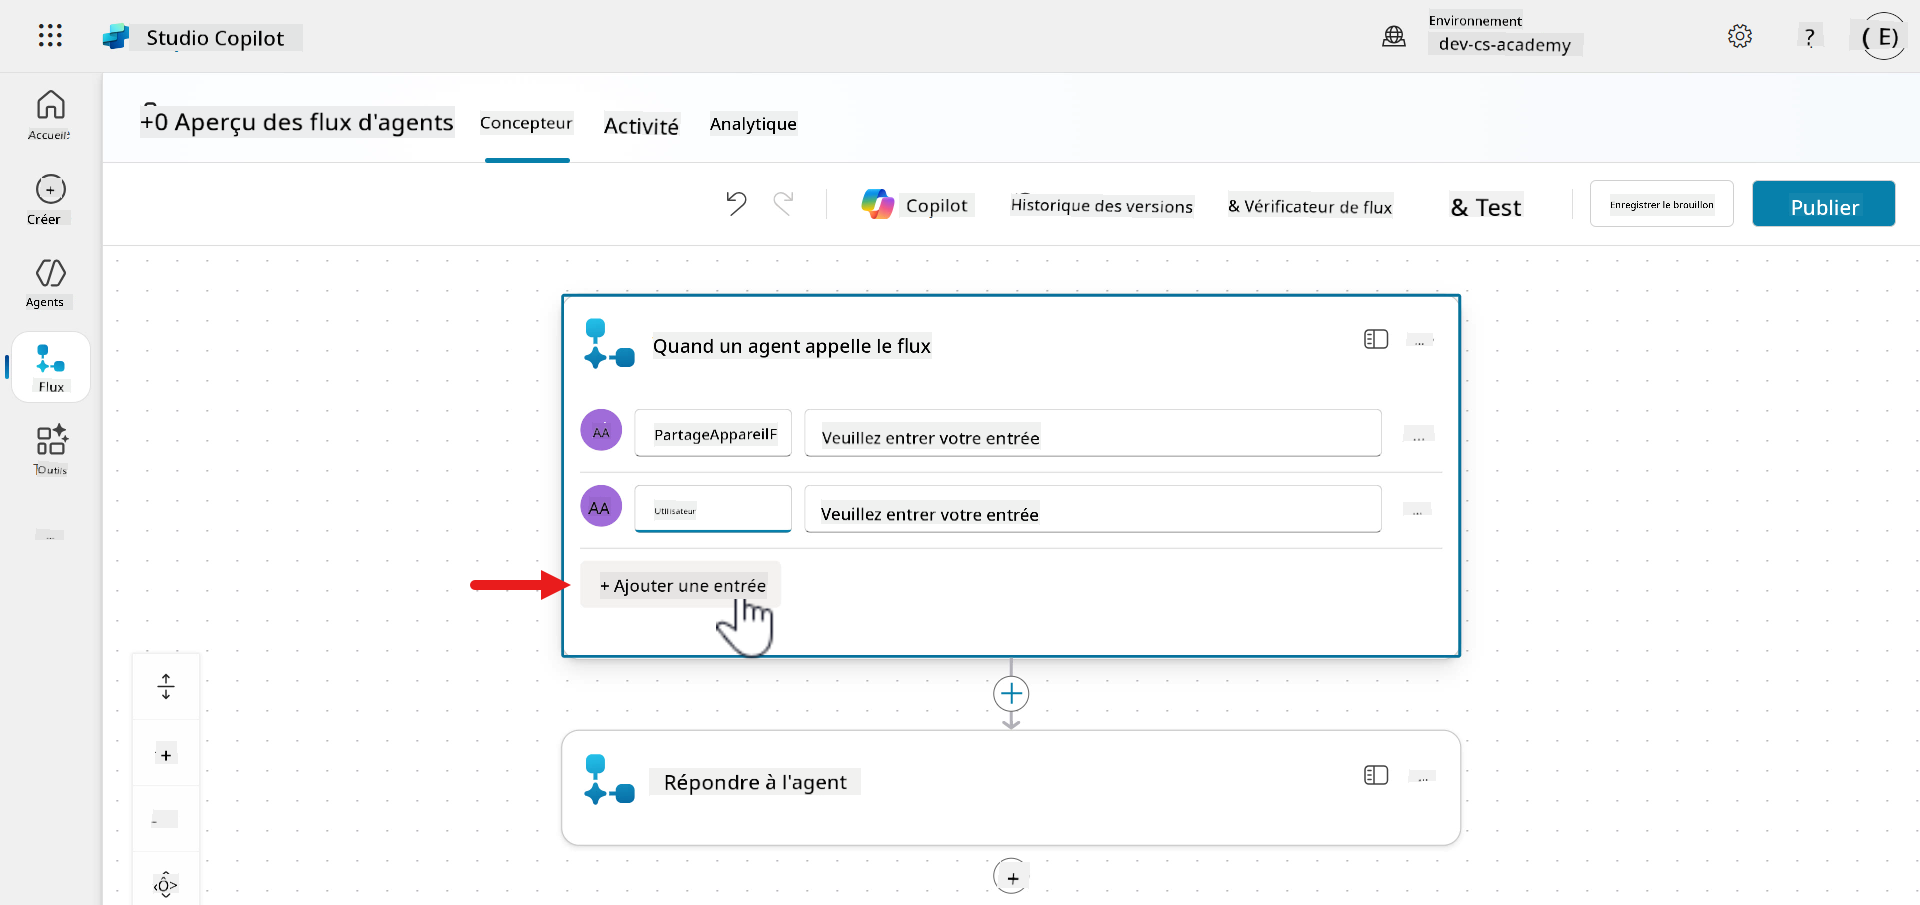 Studio Copilot
Environnement
dev-cs-academy
?
( E)
Accueil
Créer
Agents
Flux
Outils
...
+0 Aperçu des flux d'agents
Concepteur
Activité
Analytique
Copilot
Historique des versions
& Vérificateur de flux
& Test
Enregistrer le brouillon
Publier
Quand un agent appelle le flux
...
AA
PartageAppareilF
Veuillez entrer votre entrée
...
AA
Utilisateur
Veuillez entrer votre entrée
...
+ Ajouter une entrée
Répondre à l'agent
...